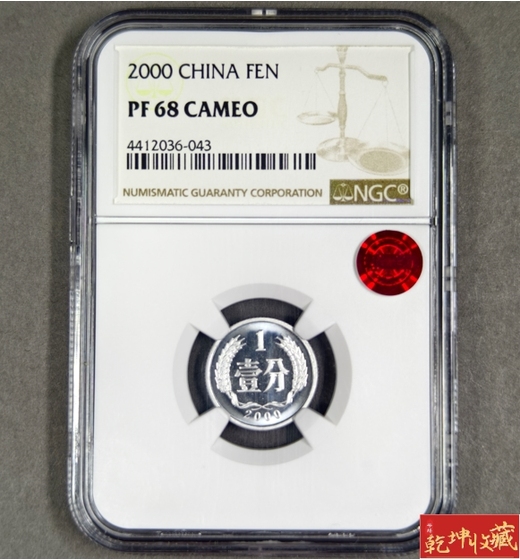 2000 CHINA FEN
PF 68 CAMEO
4412036-043
NUMISMATIC GUARANTY CORPORATION
NGC®
1
壹分
2000
乾坤收藏